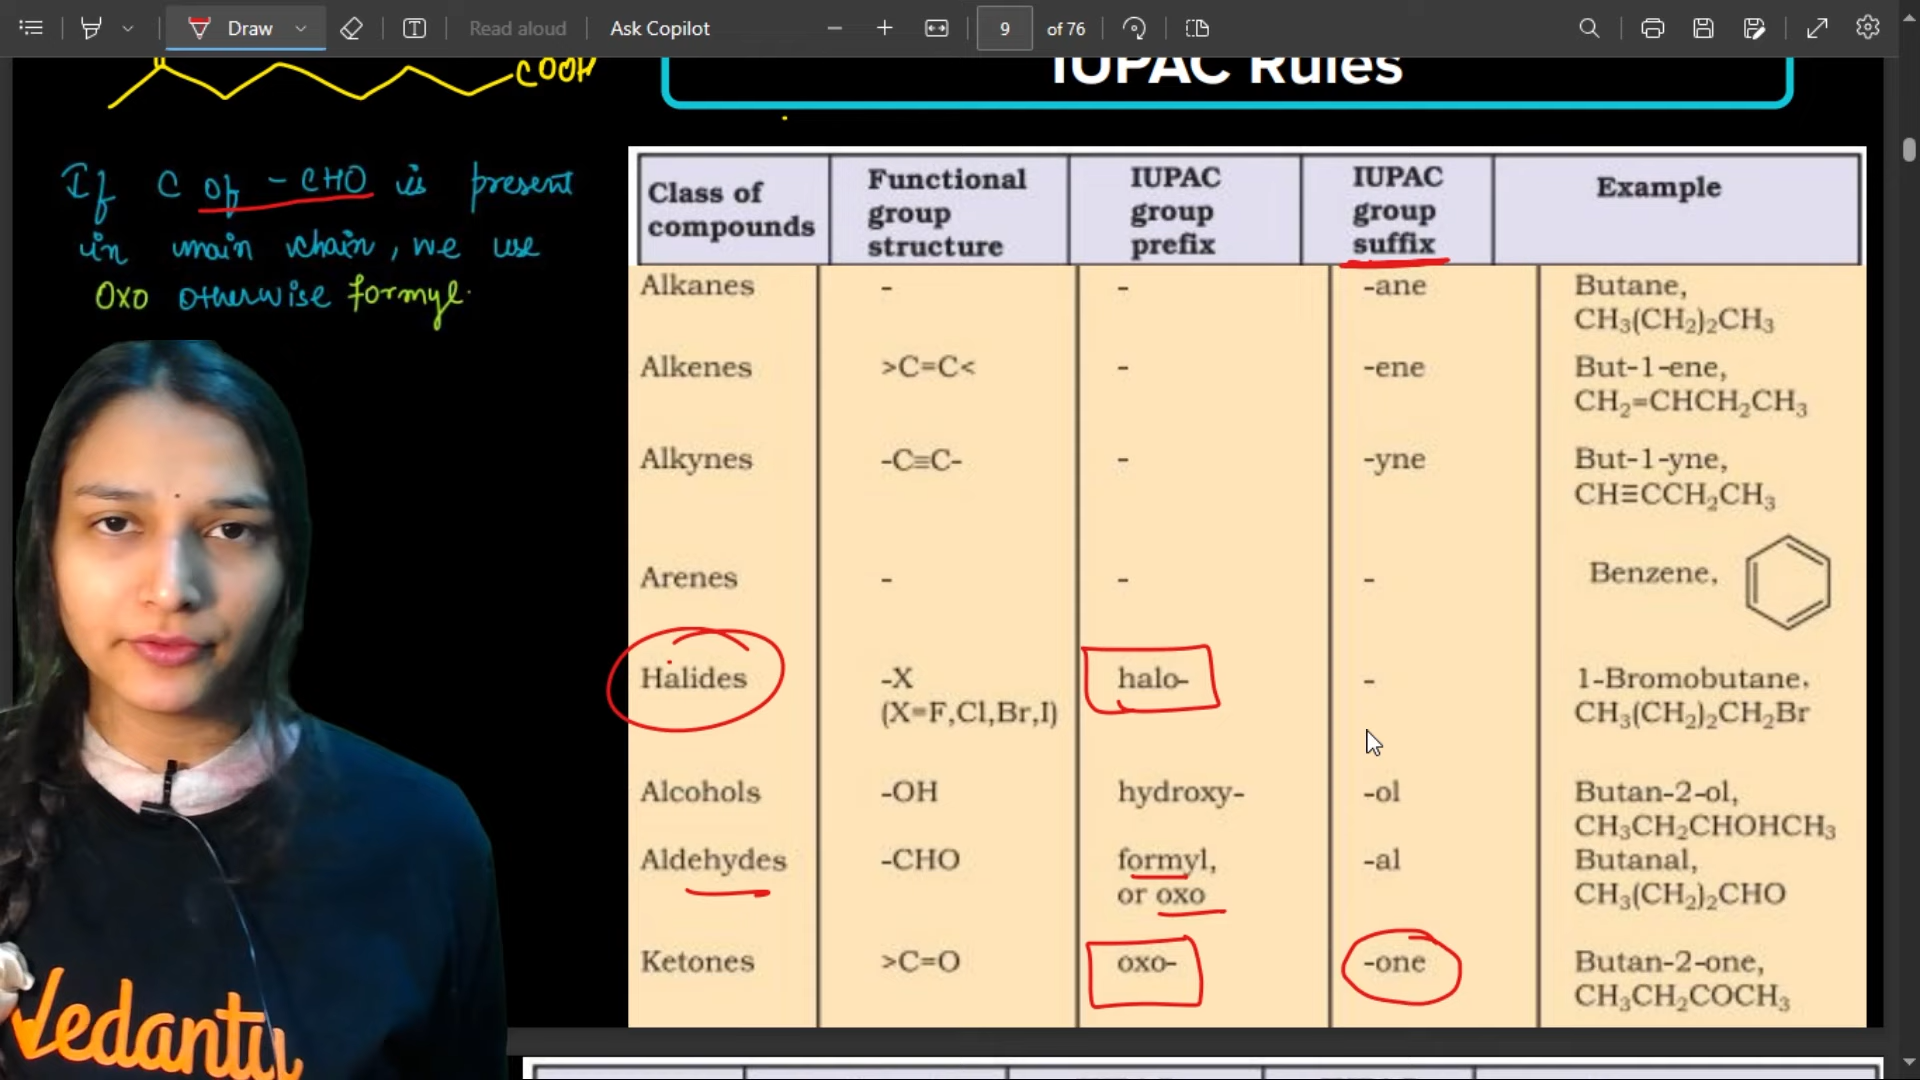 Draw
Read aloud
Ask Copilot
9
of 76
COOH
IUPAC Rules
If C of - CHO is present
in main chain, we use
OXO otherwise formyl.
Class of compounds | Functional group structure | IUPAC group prefix | IUPAC group suffix | Example
Alkanes - - -ane Butane,
CH₃(CH₂)₂CH₃
Alkenes >C=C< - -ene But-1-ene,
CH₂=CHCH₂CH₃
Alkynes -C≡C- - -yne But-1-yne,
CH≡CCH₂CH₃
Arenes - - - Benzene,
Halides -X halo- - 1-Bromobutane,
(X=F,Cl,Br,I) CH₃(CH₂)₂CH₂Br
Alcohols -OH hydroxy- -ol Butan-2-ol,
CH₃CH₂CHOHCH₃
Aldehydes -CHO formyl, -al Butanal,
or oxo CH₃(CH₂)₂CHO
Ketones >C=O oxo- -one Butan-2-one,
CH₃CH₂COCH₃
Vedantu